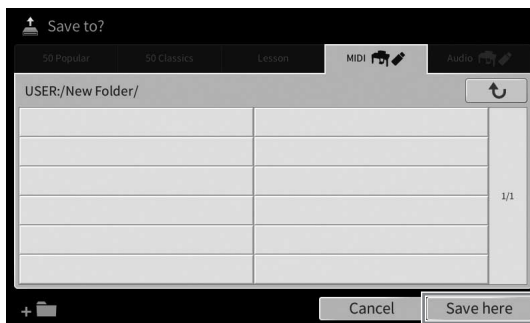 Save to?
50 Popular 50 Classics Lesson MIDI Audio
USER:/New Folder/
1/1
+ Cancel Save here